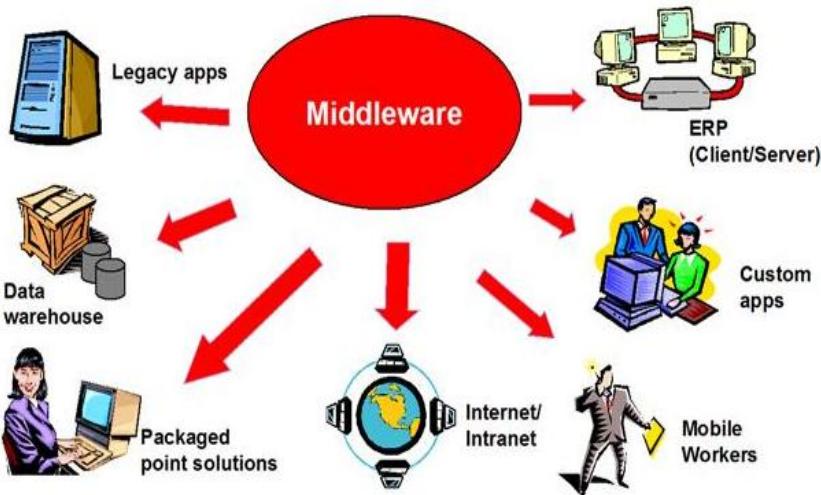 Legacy apps
Middleware
ERP
(Client/Server)
Data
warehouse
Custom
apps
Packaged
point solutions
Internet/
Intranet
Mobile
Workers